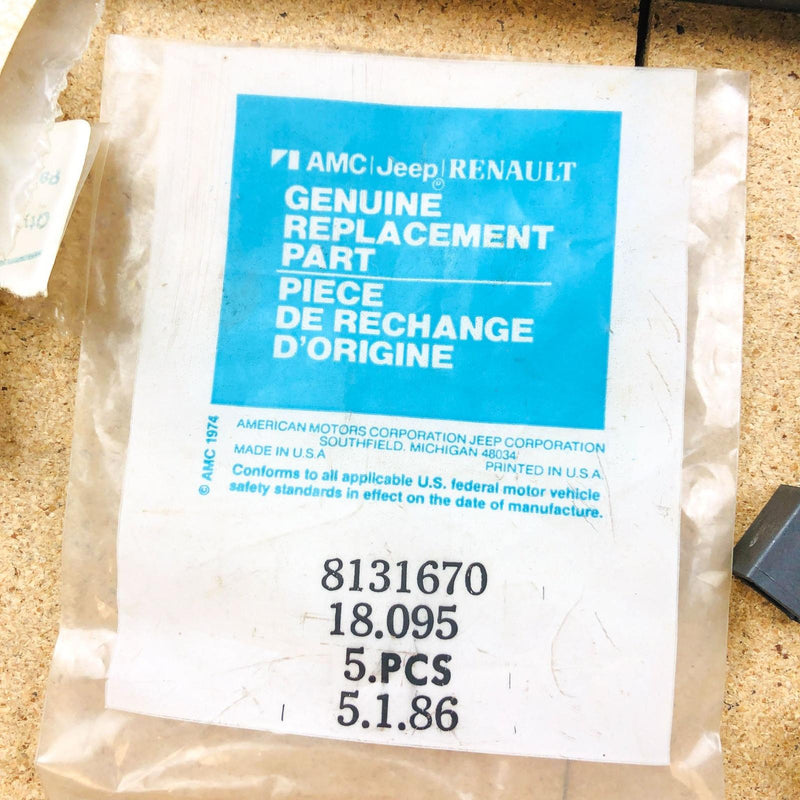 AMC|Jeep|RENAULT
®
GENUINE
REPLACEMENT
PART
PIECE
DE RECHANGE
D'ORIGINE
© AMC 1974
AMERICAN MOTORS CORPORATION JEEP CORPORATION
SOUTHFIELD, MICHIGAN 48034
MADE IN U.S.A
PRINTED IN U.S.A.
Conforms to all applicable U.S. federal motor vehicle
safety standards in effect on the date of manufacture.
8131670
18.095
5.PCS
5.1.86